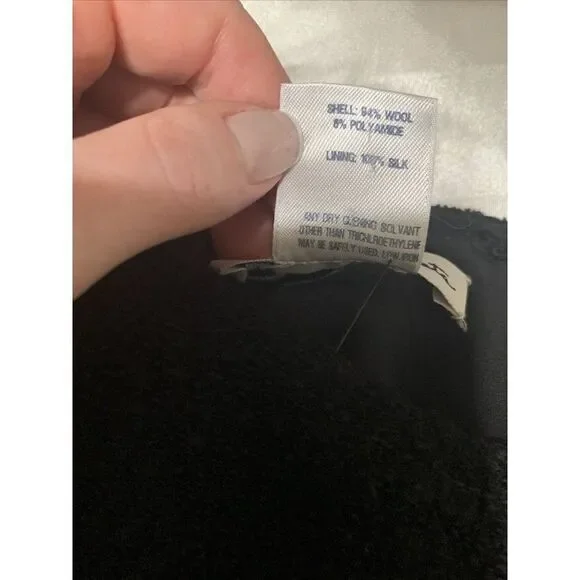 SHELL: 94% WOOL
6% POLYAMIDE
LINING: 100% SILK
ANY DRY CLENING SOLVANT
OTHER THAN TRICHLROETHYLENE
MAY BE SAFELY USED. LOW IRON